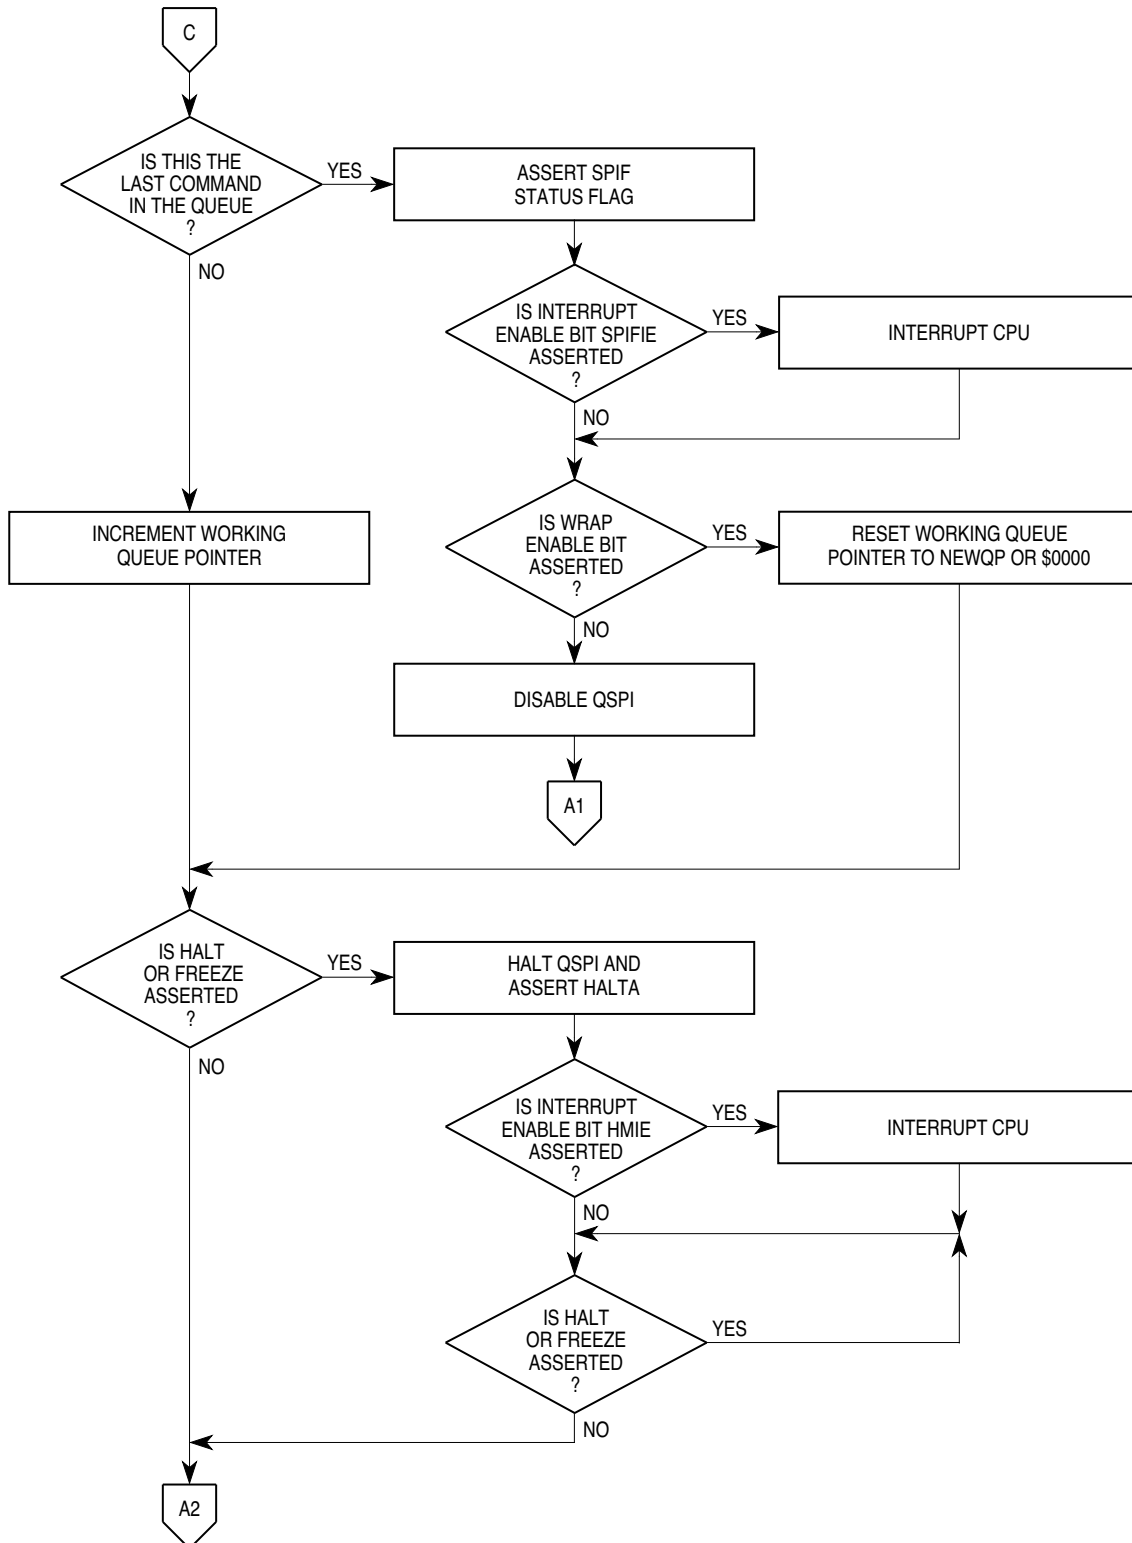 C
IS THIS THE
LAST COMMAND
IN THE QUEUE
?
YES
NO
ASSERT SPIF
STATUS FLAG
IS INTERRUPT
ENABLE BIT SPIFIE
ASSERTED
?
YES
NO
INTERRUPT CPU
INCREMENT WORKING
QUEUE POINTER
IS WRAP
ENABLE BIT
ASSERTED
?
YES
NO
RESET WORKING QUEUE
POINTER TO NEWQP OR $0000
DISABLE QSPI
A1
IS HALT
OR FREEZE
ASSERTED
?
YES
NO
HALT QSPI AND
ASSERT HALTA
IS INTERRUPT
ENABLE BIT HMIE
ASSERTED
?
YES
NO
INTERRUPT CPU
IS HALT
OR FREEZE
ASSERTED
?
YES
NO
A2